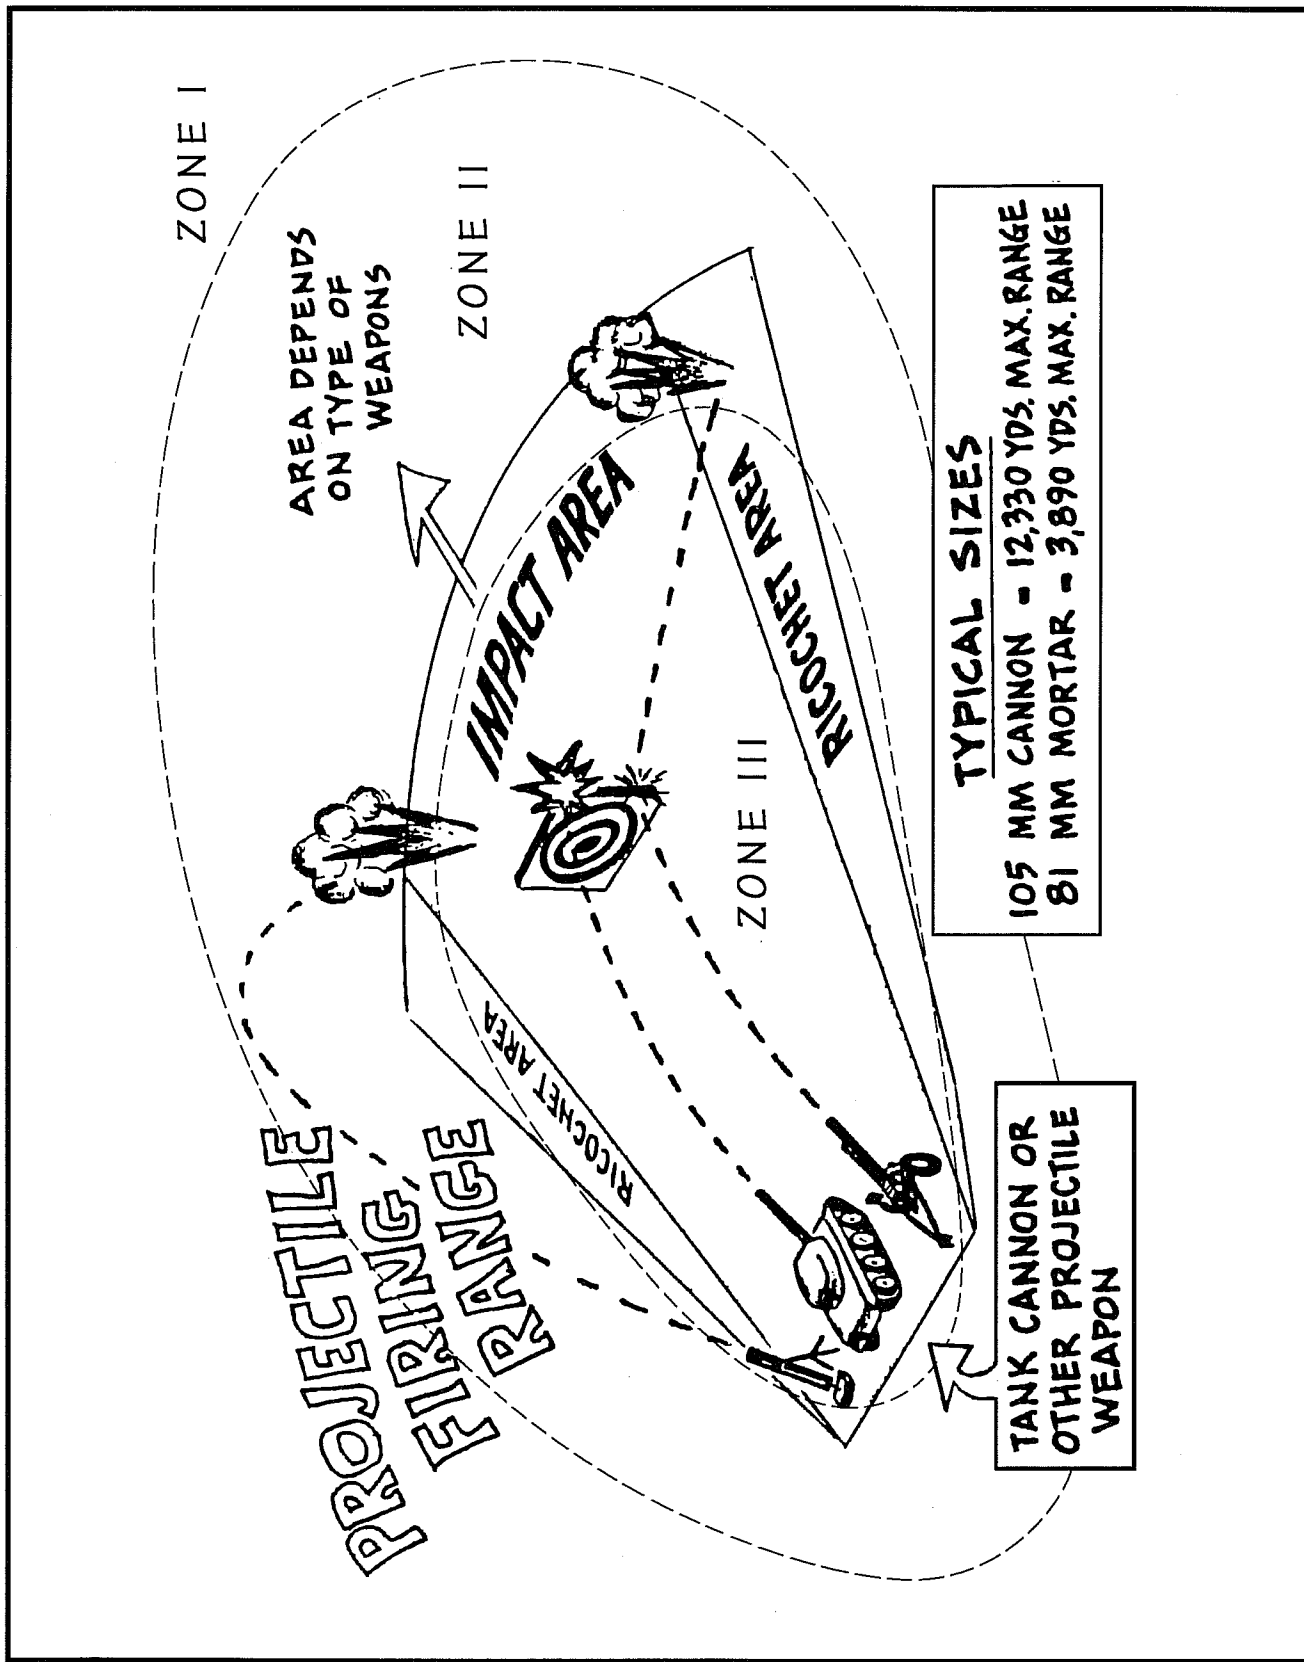 ZONE I
AREA DEPENDS
ON TYPE OF
WEAPONS
ZONE II
PROJECTILE
FIRING
RANGE
IMPACT AREA
RICOCHET AREA
ZONE III
RICOCHET AREA
TYPICAL SIZES
105 MM CANNON - 12,330 YDS. MAX. RANGE
81 MM MORTAR - 3,890 YDS. MAX. RANGE
TANK CANNON OR
OTHER PROJECTILE
WEAPON